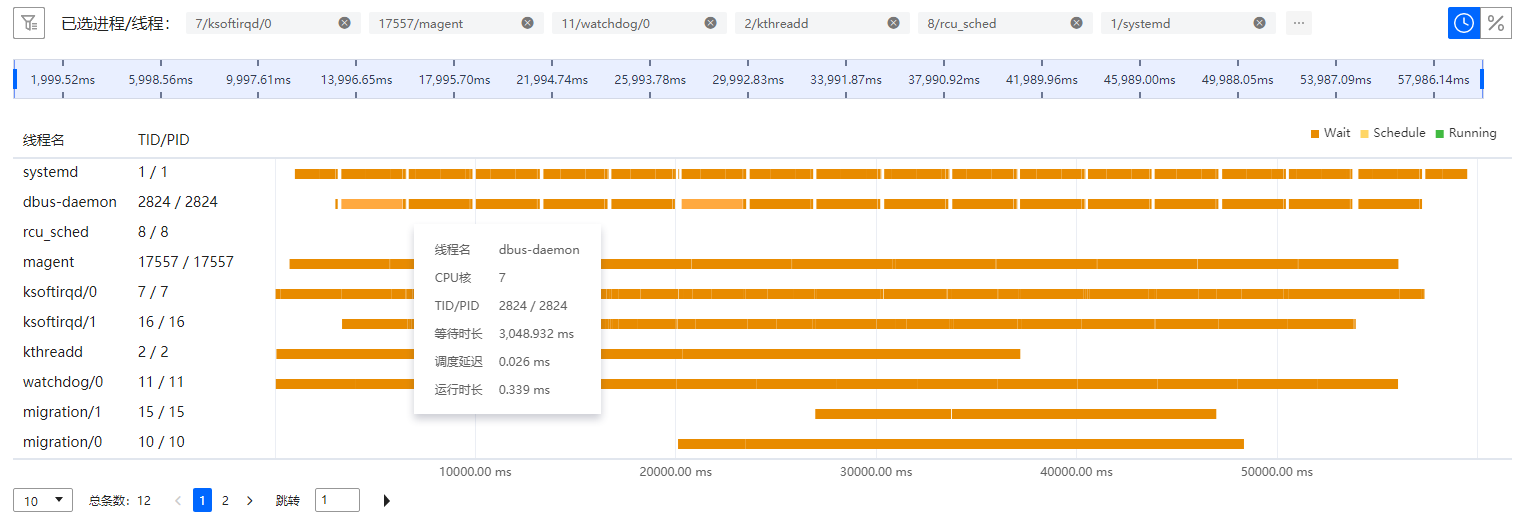 已选进程/线程: 7/ksoftirqd/0 17557/magent 11/watchdog/0 2/kthreadd 8/rcu_sched 1/systemd ...
1,999.52ms 5,998.56ms 9,997.61ms 13,996.65ms 17,995.70ms 21,994.74ms 25,993.78ms 29,992.83ms 33,991.87ms 37,990.92ms 41,989.96ms 45,989.00ms 49,988.05ms 53,987.09ms 57,986.14ms
Wait Schedule Running
线程名 TID/PID
systemd 1 / 1
dbus-daemon 2824 / 2824
rcu_sched 8 / 8
magent 17557 / 17557
ksoftirqd/0 7 / 7
ksoftirqd/1 16 / 16
kthreadd 2 / 2
watchdog/0 11 / 11
migration/1 15 / 15
migration/0 10 / 10
线程名 dbus-daemon
CPU核 7
TID/PID 2824 / 2824
等待时长 3,048.932 ms
调度延迟 0.026 ms
运行时长 0.339 ms
10000.00 ms 20000.00 ms 30000.00 ms 40000.00 ms 50000.00 ms
10 总条数: 12 < 1 2 > 跳转 1